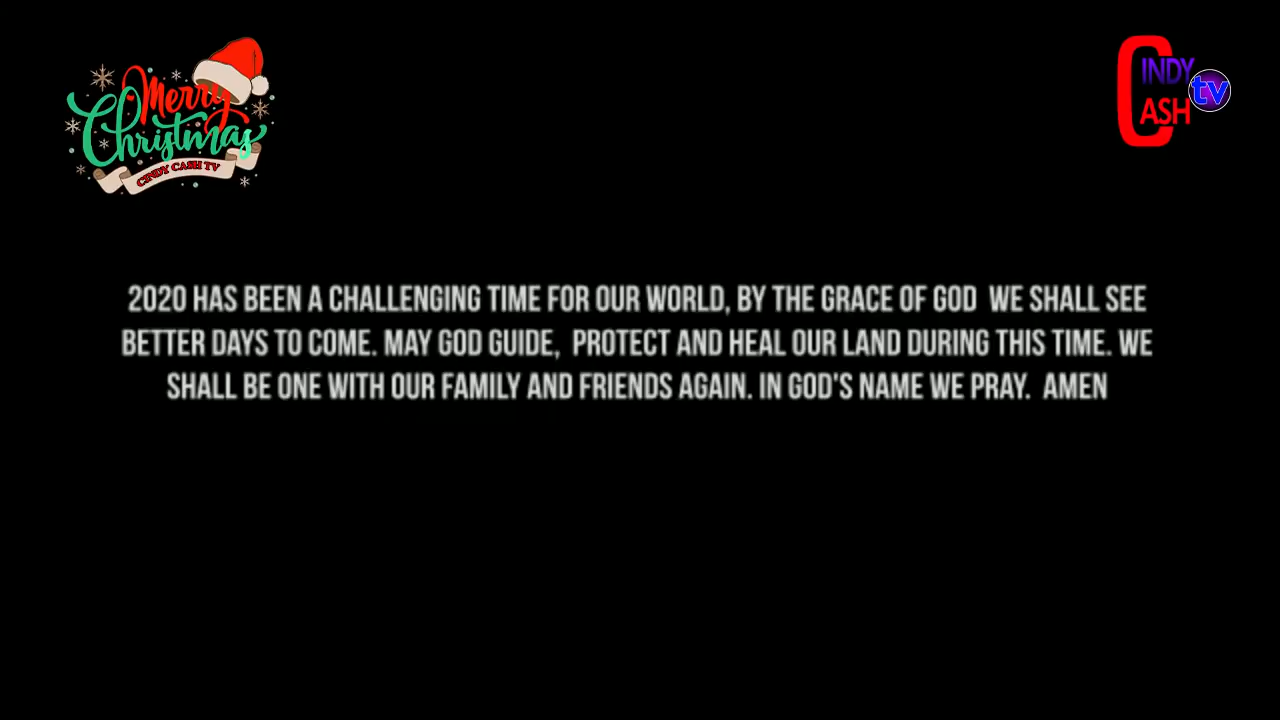 Merry
Christmas
CINDY CASH TV
CINDY
CASH
tv
2020 HAS BEEN A CHALLENGING TIME FOR OUR WORLD, BY THE GRACE OF GOD  WE SHALL SEE
BETTER DAYS TO COME. MAY GOD GUIDE,  PROTECT AND HEAL OUR LAND DURING THIS TIME. WE
SHALL BE ONE WITH OUR FAMILY AND FRIENDS AGAIN. IN GOD'S NAME WE PRAY.  AMEN